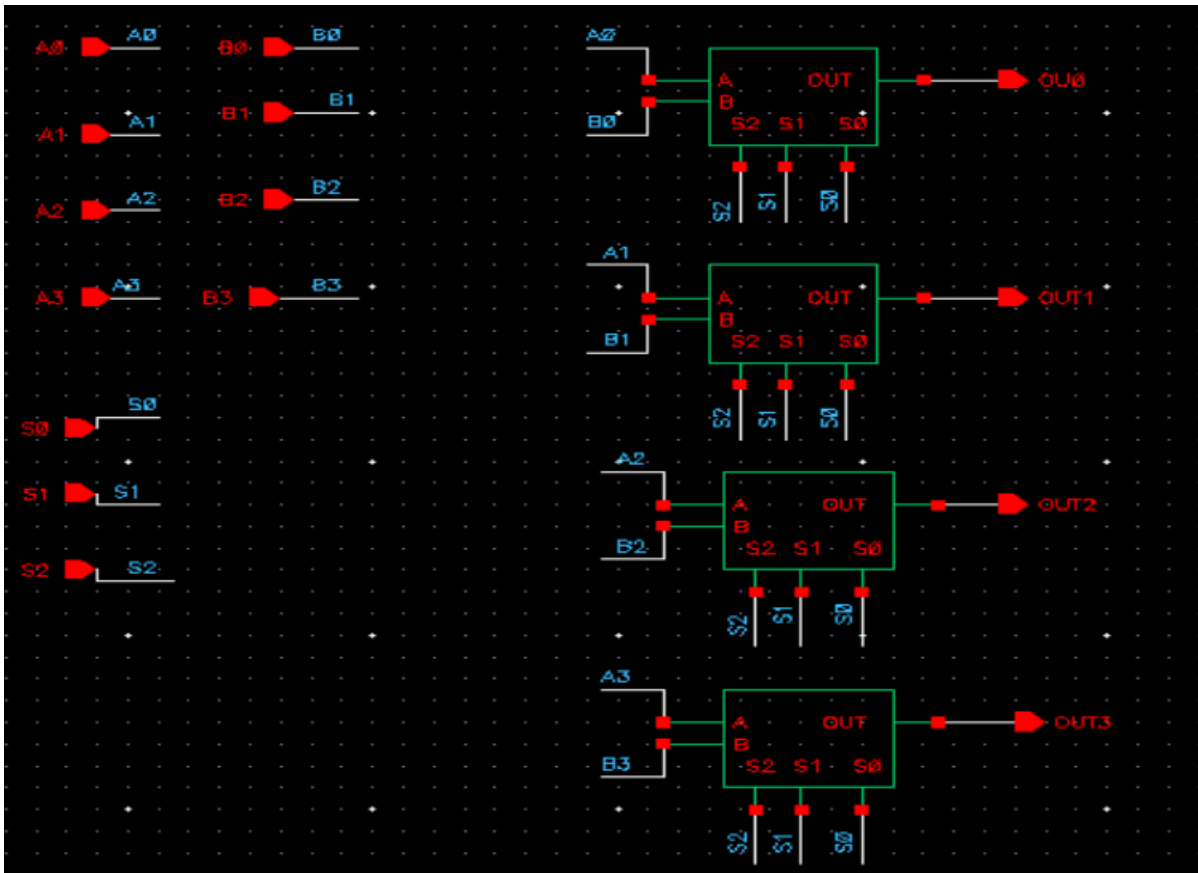 A0 A0 B0 B0
A1 A1 B1 B1
A2 A2 B2 B2
A3 A3 B3 B3
S0 S0
S1 S1
S2 S2
A0
B0
A OUT
B
S2 S1 S0
OU0
S2 S1 S0
A1
B1
A OUT
B
S2 S1 S0
OUT1
S2 S1 S0
A2
B2
A OUT
B
S2 S1 S0
OUT2
S2 S1 S0
A3
B3
A OUT
B
S2 S1 S0
OUT3
S2 S1 S0